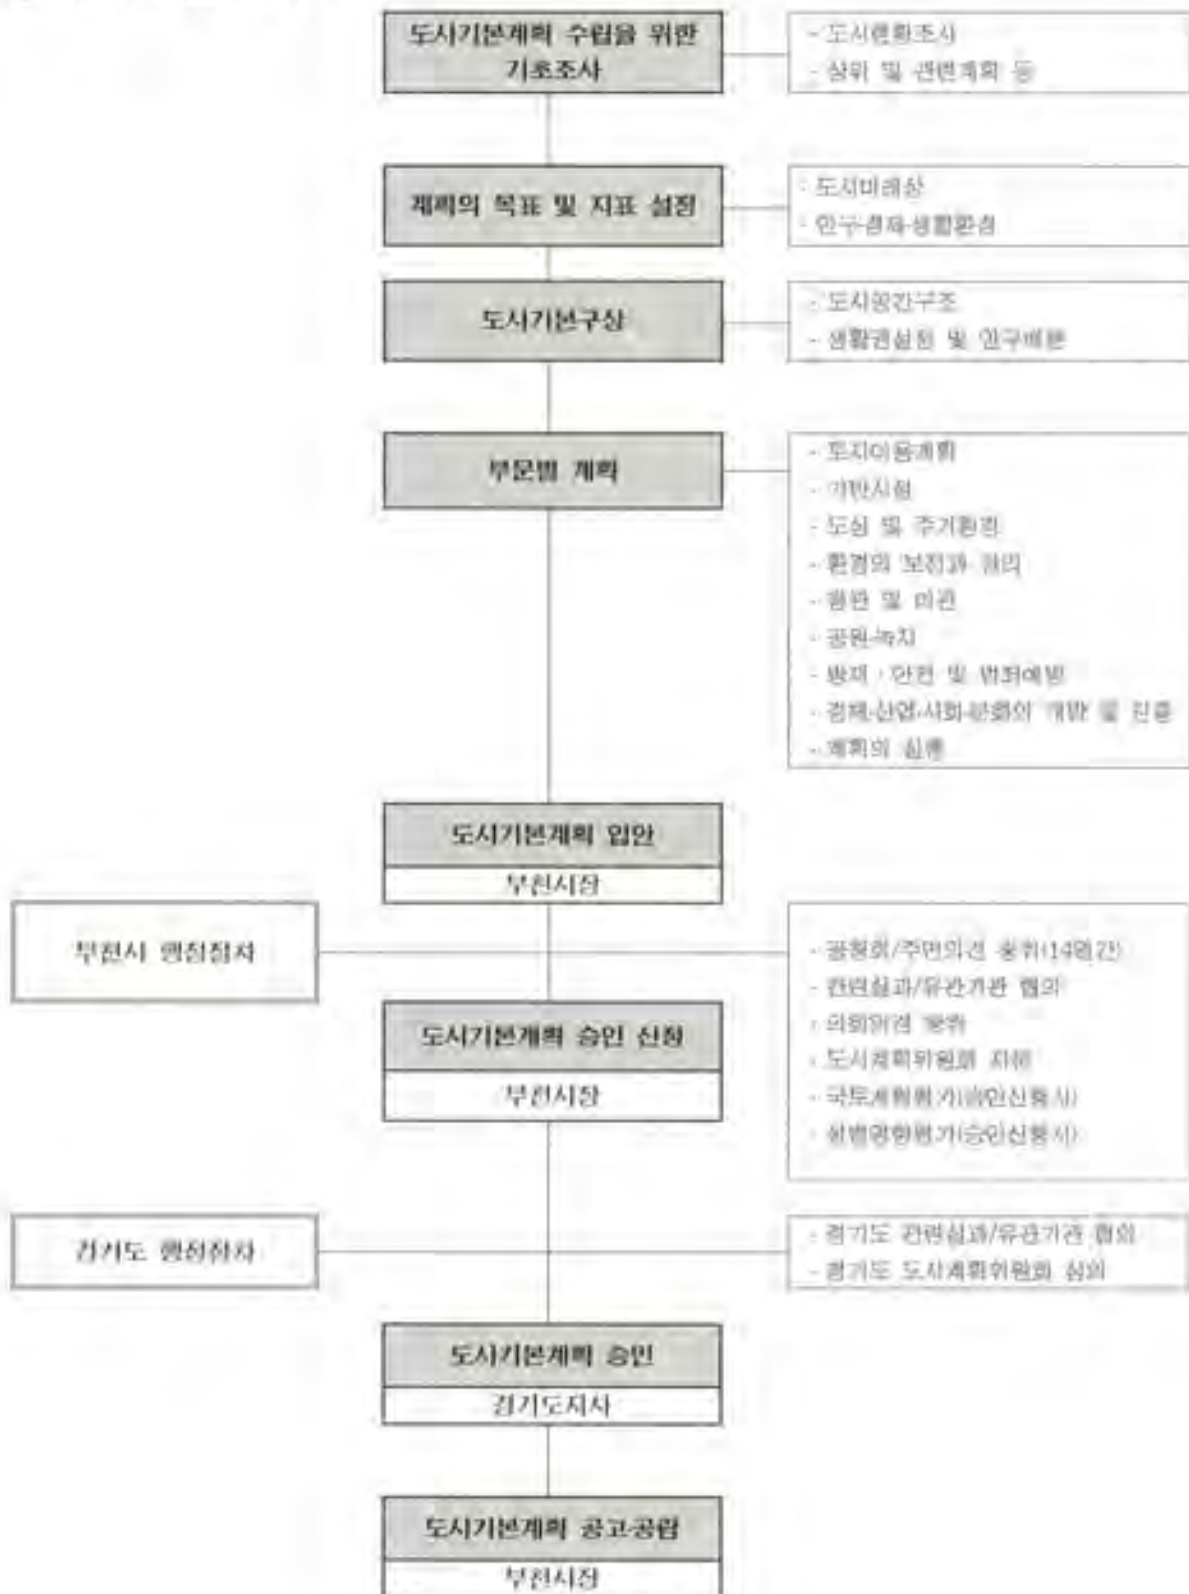 도시기본계획 수립을 위한
기초조사
- 도시현황조사
- 상위 및 관련계획 등
계획의 목표 및 지표 설정
· 도시미래상
· 인구·경제·생활환경
도시기본구상
- 도시공간구조
- 생활권설정 및 인구배분
부문별 계획
- 토지이용계획
- 기반시설
- 도심 및 주거환경
- 환경의 보전과 관리
- 경관 및 미관
- 공원·녹지
- 방재·안전 및 범죄예방
- 경제·산업·사회·문화의 개발 및 진흥
- 계획의 실행
도시기본계획 입안
부천시장
부천시 행정절차
- 공청회/주민의견 청취(14일간)
- 관련실과/유관기관 협의
- 의회의견 청취
- 도시계획위원회 자문
- 국토계획평가(승인신청시)
- 성별영향평가(승인신청시)
도시기본계획 승인 신청
부천시장
경기도 행정절차
- 경기도 관련실과/유관기관 협의
- 경기도 도시계획위원회 심의
도시기본계획 승인
경기도지사
도시기본계획 공고·공람
부천시장